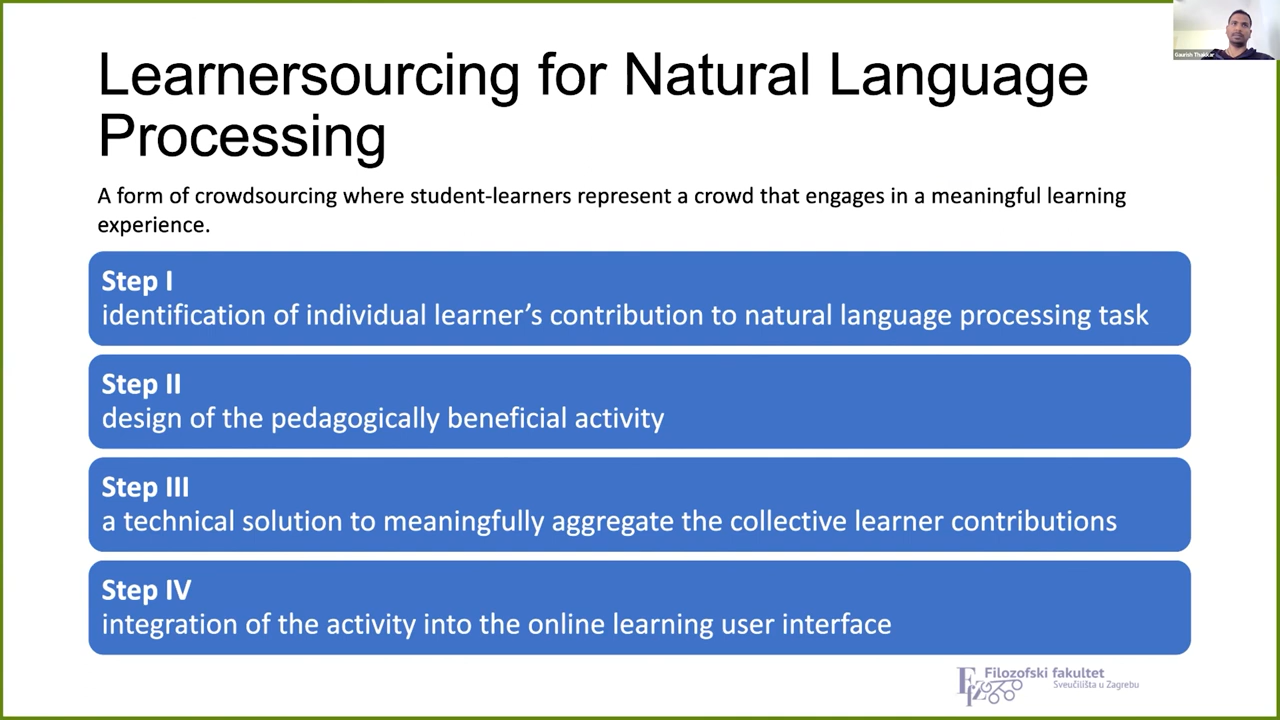 Gaurish Thakkar
Learnersourcing for Natural Language
Processing
A form of crowdsourcing where student-learners represent a crowd that engages in a meaningful learning
experience.
Step I
identification of individual learner’s contribution to natural language processing task
Step II
design of the pedagogically beneficial activity
Step III
a technical solution to meaningfully aggregate the collective learner contributions
Step IV
integration of the activity into the online learning user interface
Filozofski fakultet
Sveučilišta u Zagrebu